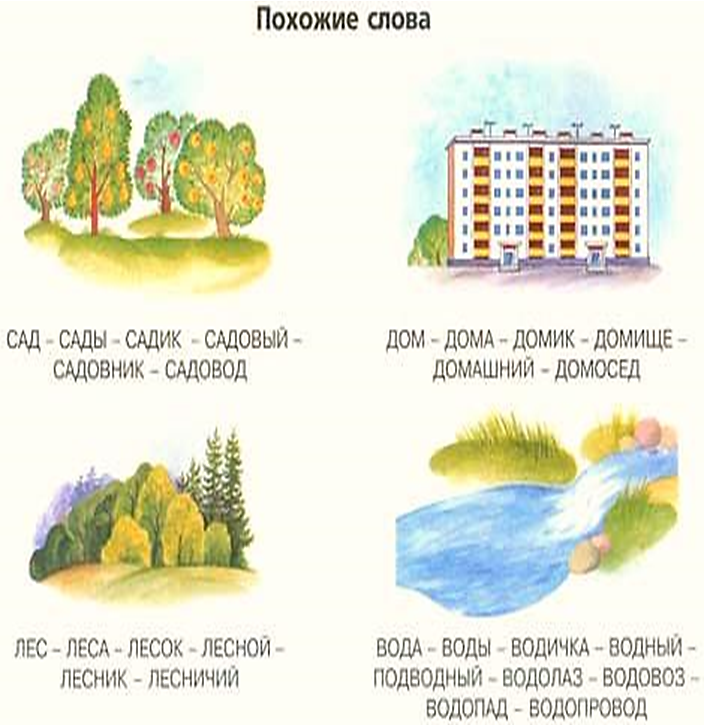 Похожие слова
САД – САДЫ – САДИК – САДОВЫЙ –
САДОВНИК – САДОВОД
ДОМ – ДОМА – ДОМИК – ДОМИЩЕ –
ДОМАШНИЙ – ДОМОСЕД
ЛЕС – ЛЕСА – ЛЕСОК – ЛЕСНОЙ –
ЛЕСНИК – ЛЕСНИЧИЙ
ВОДА – ВОДЫ – ВОДИЧКА – ВОДНЫЙ –
ПОДВОДНЫЙ – ВОДОЛАЗ – ВОДОВОЗ –
ВОДОПАД – ВОДОПРОВОД